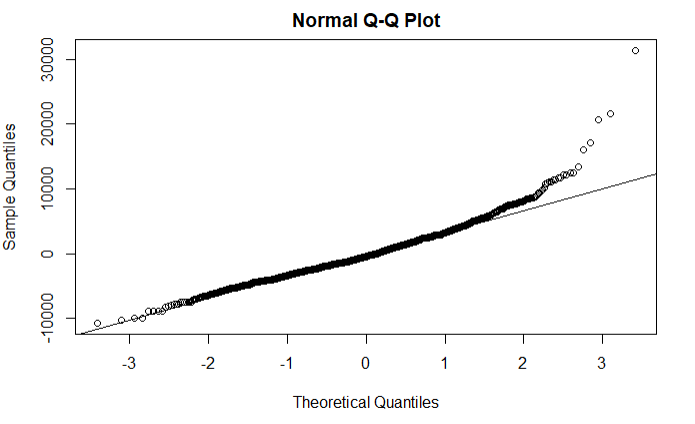 Normal Q-Q Plot
Sample Quantiles
30000
20000
10000
0
-10000
-3 -2 -1 0 1 2 3
Theoretical Quantiles